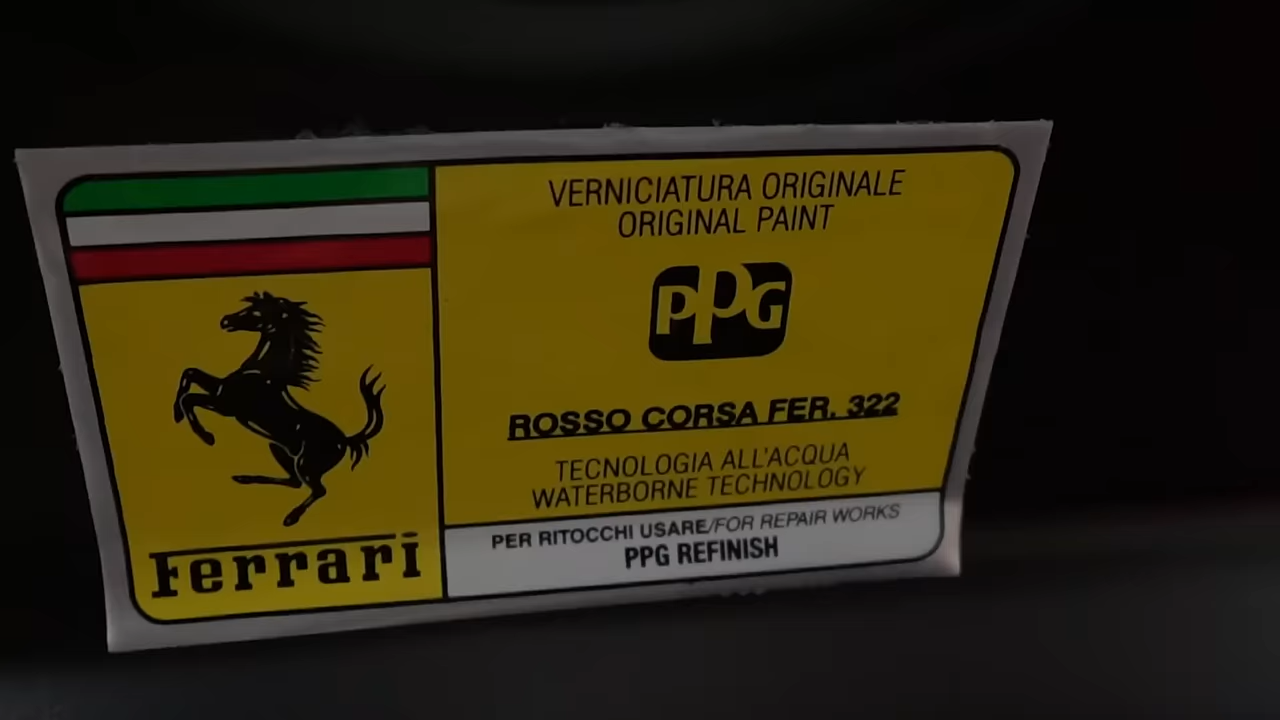 VERNICIATURA ORIGINALE
ORIGINAL PAINT
PPG
ROSSO CORSA FER. 322
TECNOLOGIA ALL'ACQUA
WATERBORNE TECHNOLOGY
PER RITOCCHI USARE/FOR REPAIR WORKS
PPG REFINISH
Ferrari